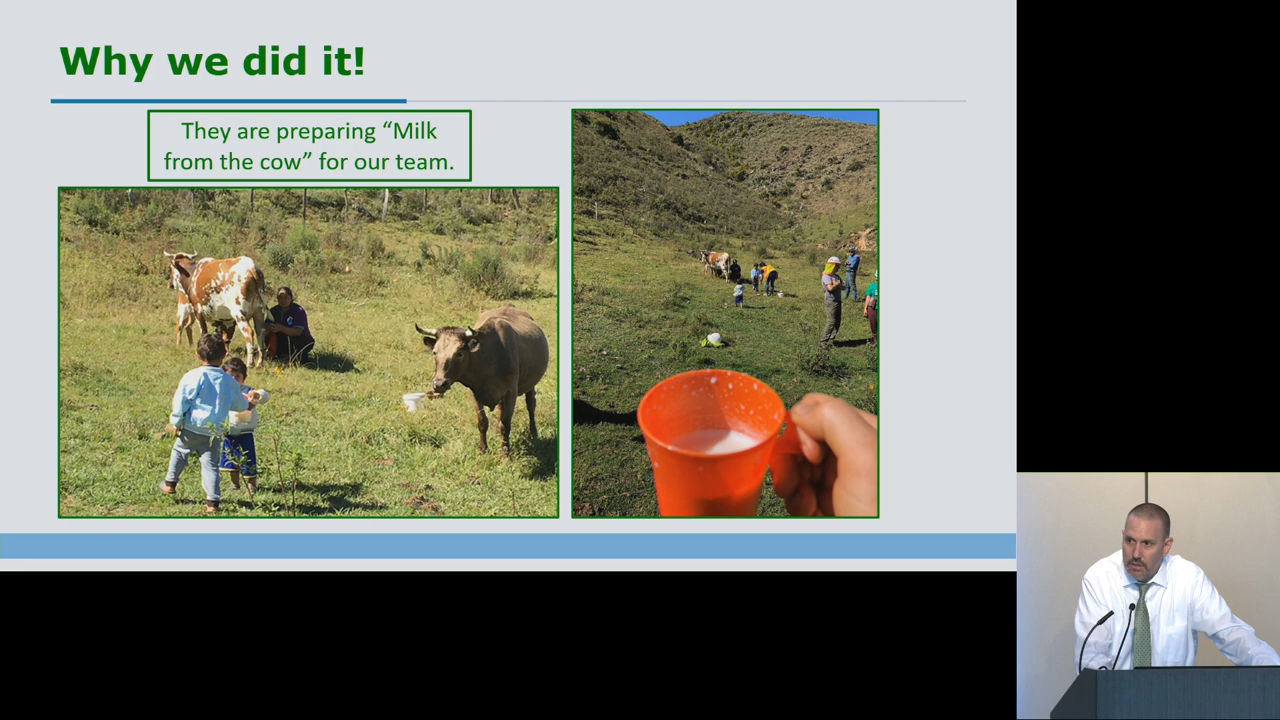 Why we did it!
They are preparing “Milk
from the cow” for our team.